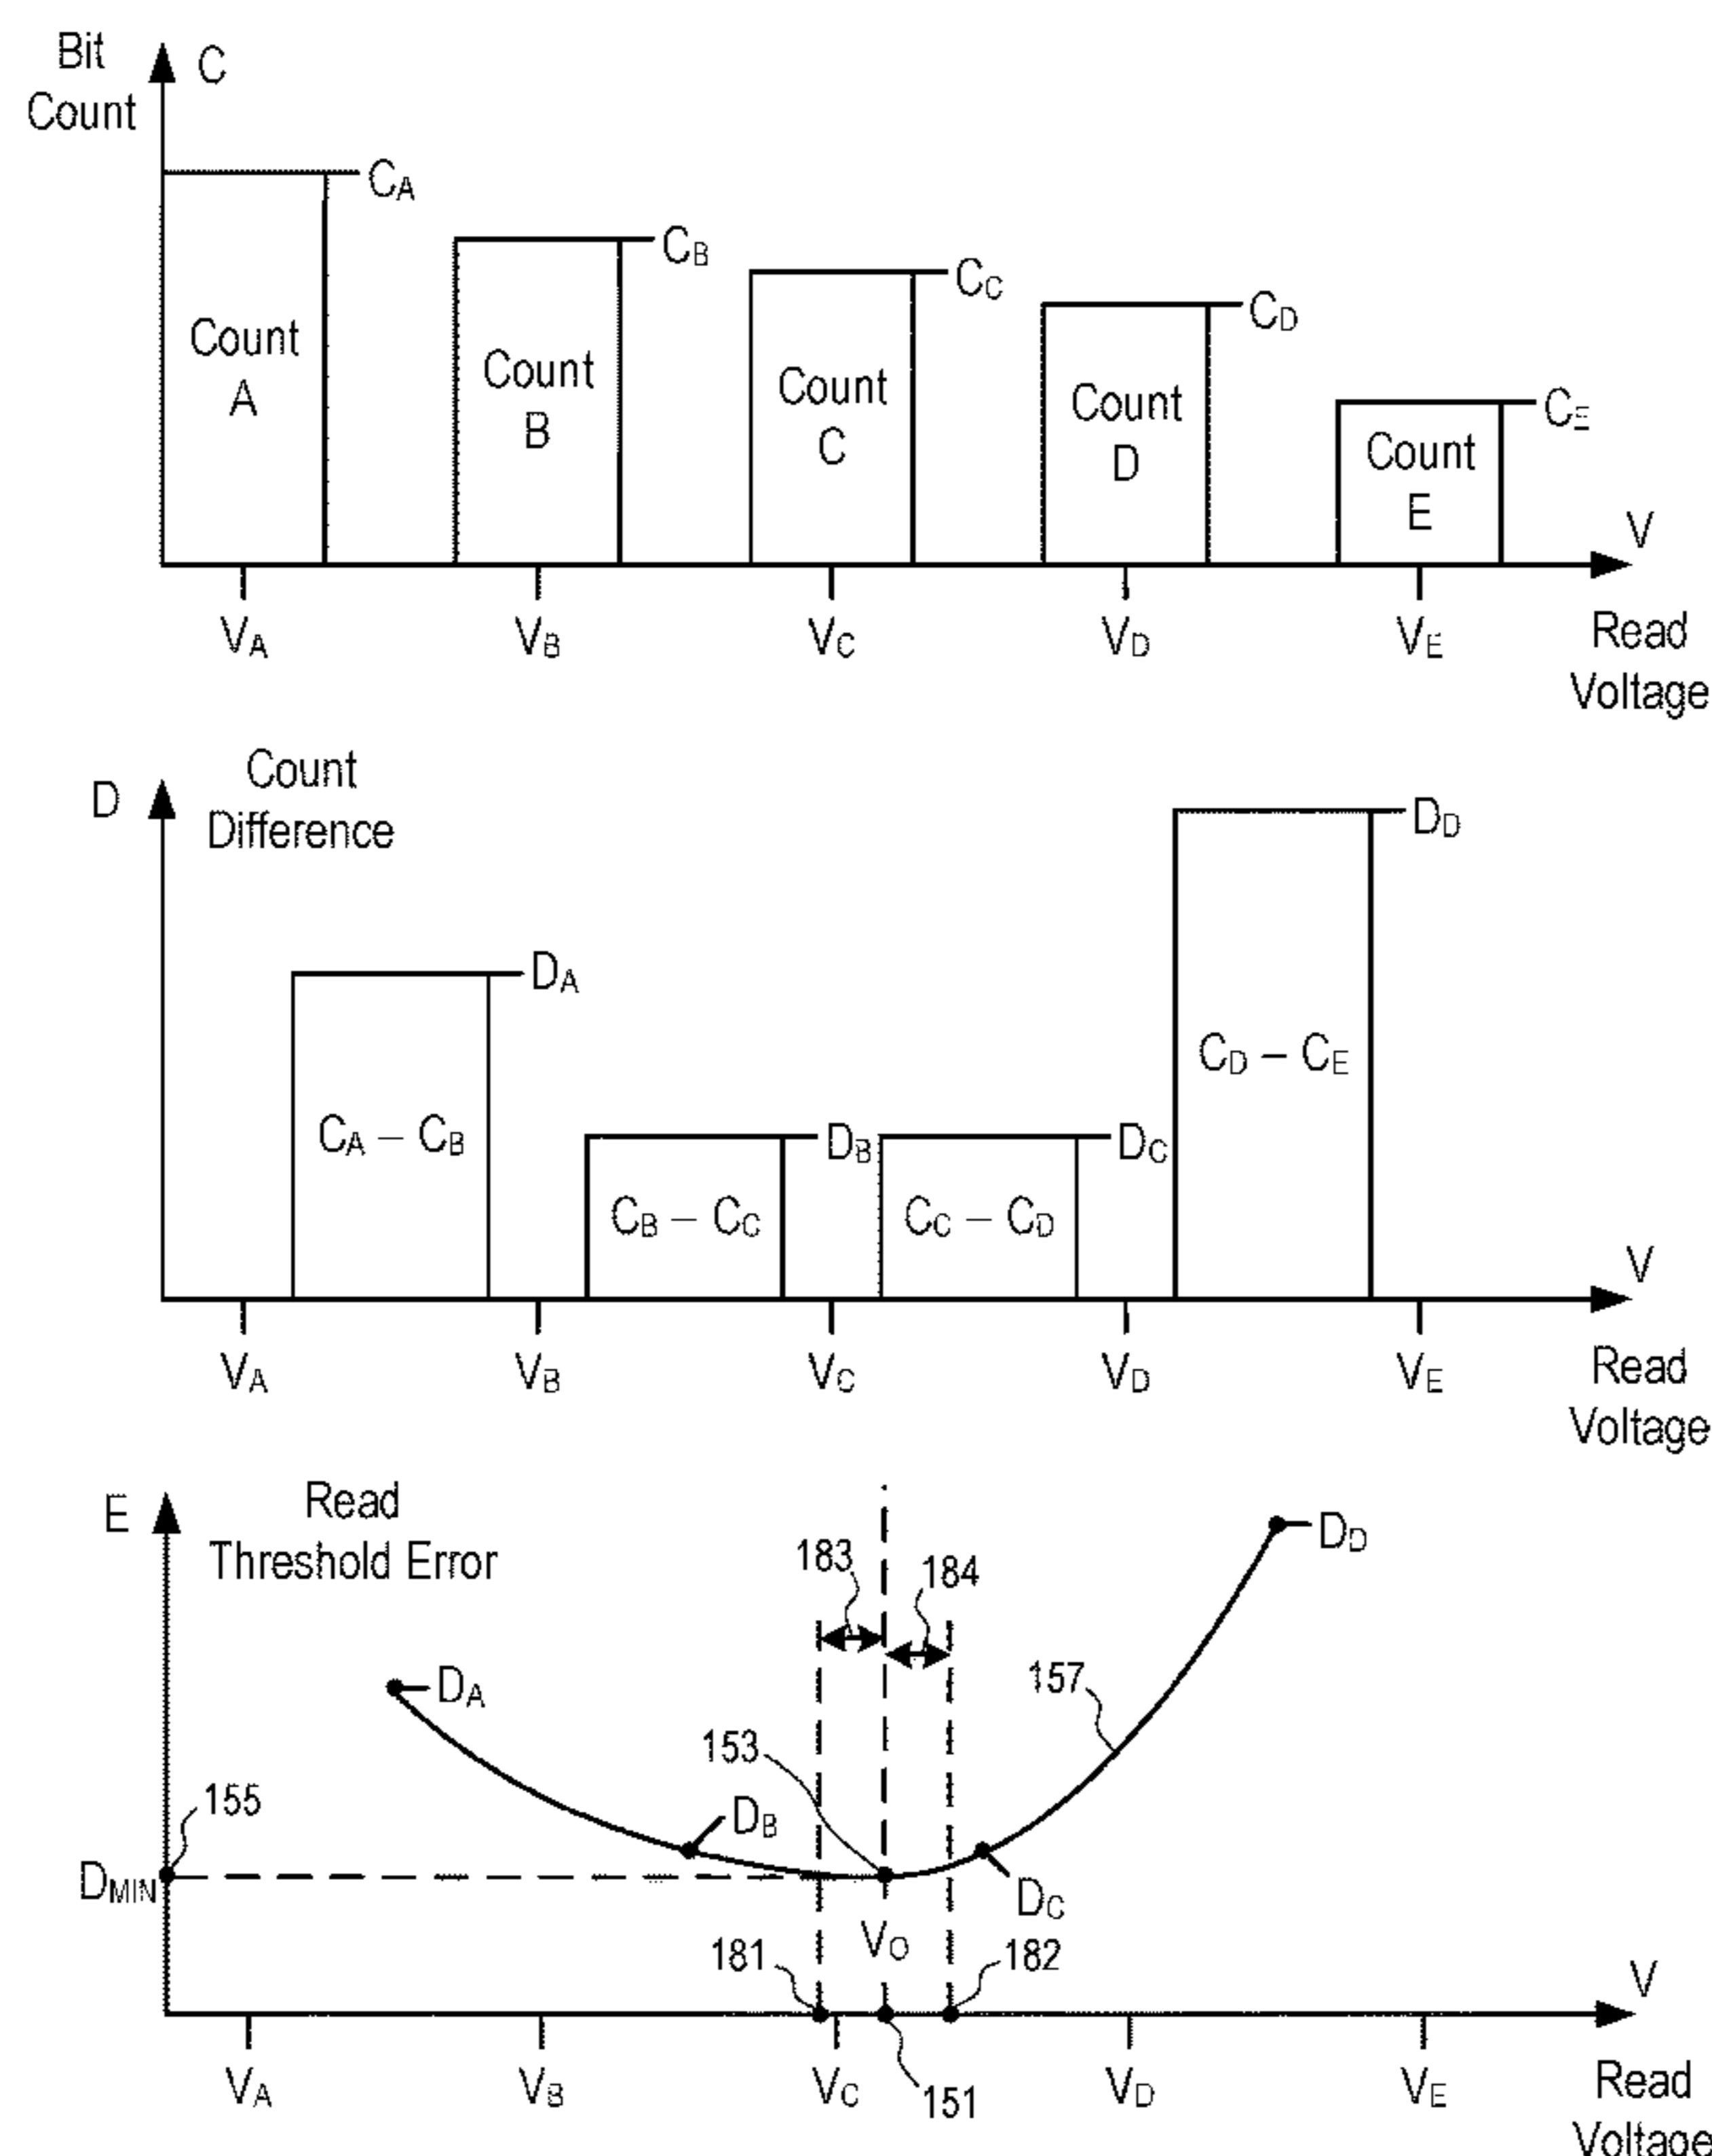 Bit
Count
C
CA
CB
CC
CD
CE
Count
A
Count
B
Count
C
Count
D
Count
E
V
VA
VB
VC
VD
VE
Read
Voltage
D
Count
Difference
DA
DB
DC
DD
CA – CB
CB – CC
CC – CD
CD – CE
V
VA
VB
VC
VD
VE
Read
Voltage
E
Read
Threshold Error
183
184
DD
DA
157
153
155
DB
DMIN
DC
181
VO
182
V
VA
VB
VC
151
VD
VE
Read
Voltage